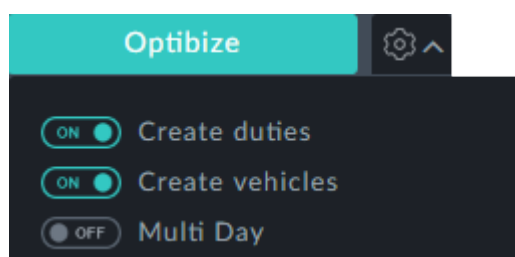 Optibize
ON Create duties
ON Create vehicles
OFF Multi Day